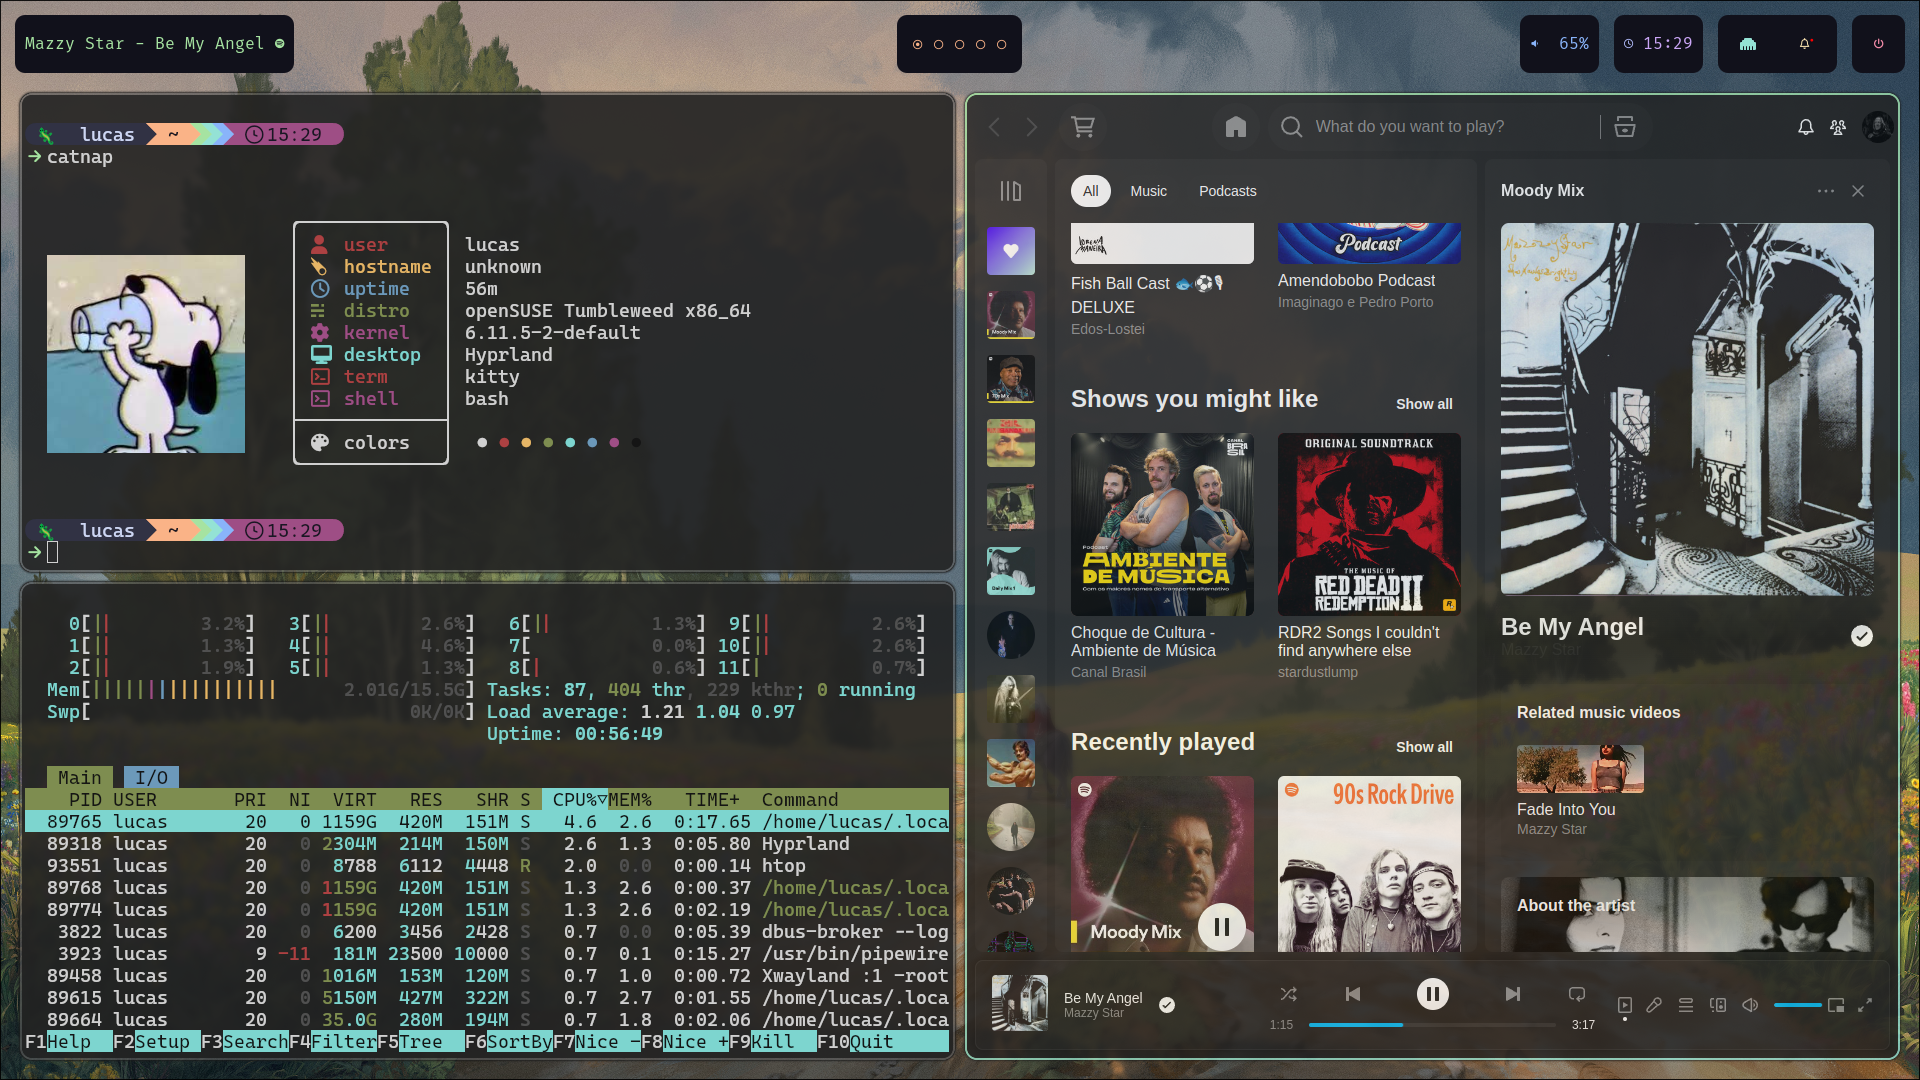 Mazzy Star - Be My Angel
65%
15:29
lucas ~ 15:29
→ catnap
user lucas
hostname unknown
uptime 56m
distro openSUSE Tumbleweed x86_64
kernel 6.11.5-2-default
desktop Hyprland
term kitty
shell bash
colors
lucas ~ 15:29
→
0[|| 3.2%] 3[|| 2.6%] 6[|| 1.3%] 9[|| 2.6%]
1[|| 1.3%] 4[|| 4.6%] 7[ 0.0%] 10[|| 2.6%]
2[|| 1.9%] 5[|| 1.3%] 8[| 0.6%] 11[| 0.7%]
Mem[||||||||||||||||| 2.01G/15.5G] Tasks: 87, 404 thr, 229 kthr; 0 running
Swp[ 0K/0K] Load average: 1.21 1.04 0.97
Uptime: 00:56:49
Main I/O
PID USER PRI NI VIRT RES SHR S CPU%▽MEM% TIME+ Command
89765 lucas 20 0 1159G 420M 151M S 4.6 2.6 0:17.65 /home/lucas/.loca
89318 lucas 20 0 2304M 214M 150M S 2.6 1.3 0:05.80 Hyprland
93551 lucas 20 0 8788 6112 4448 R 2.0 0.0 0:00.14 htop
89768 lucas 20 0 1159G 420M 151M S 1.3 2.6 0:00.37 /home/lucas/.loca
89774 lucas 20 0 1159G 420M 151M S 1.3 2.6 0:02.19 /home/lucas/.loca
3822 lucas 20 0 6200 3456 2428 S 0.7 0.0 0:05.39 dbus-broker --log
3923 lucas 9 -11 181M 23500 10000 S 0.7 0.1 0:15.27 /usr/bin/pipewire
89458 lucas 20 0 1016M 153M 120M S 0.7 1.0 0:00.72 Xwayland :1 -root
89615 lucas 20 0 5150M 427M 322M S 0.7 2.7 0:01.55 /home/lucas/.loca
89664 lucas 20 0 35.0G 280M 194M S 0.7 1.8 0:02.06 /home/lucas/.loca
F1Help F2Setup F3SearchF4FilterF5Tree F6SortByF7Nice -F8Nice +F9Kill F10Quit
What do you want to play?
All Music Podcasts
Podcast
Fish Ball Cast 🐟⚽🎙
DELUXE
Edos-Lostei
Amendobobo Podcast
Imaginago e Pedro Porto
Shows you might like
Show all
CANAL BRASIL
Podcast
AMBIENTE
DE MÚSICA
Com os maiores nomes do transporte alternativo
ORIGINAL SOUNDTRACK
THE MUSIC OF
RED DEAD
REDEMPTION II
Choque de Cultura -
Ambiente de Música
Canal Brasil
RDR2 Songs I couldn't
find anywhere else
stardustlump
Recently played
Show all
Moody Mix
90s Rock Drive
Moody Mix
Be My Angel
Mazzy Star
Related music videos
Fade Into You
Mazzy Star
About the artist
Be My Angel
Mazzy Star
1:15
3:17